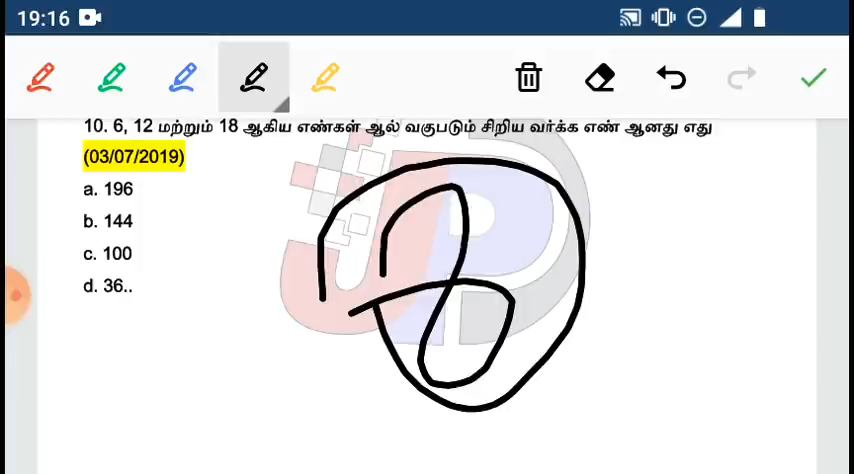 19:16
10. 6, 12 மற்றும் 18 ஆகிய எண்கள் ஆல் வகுபடும் சிறிய வர்க்க எண் ஆனது எது
(03/07/2019)
a. 196
b. 144
c. 100
d. 36..